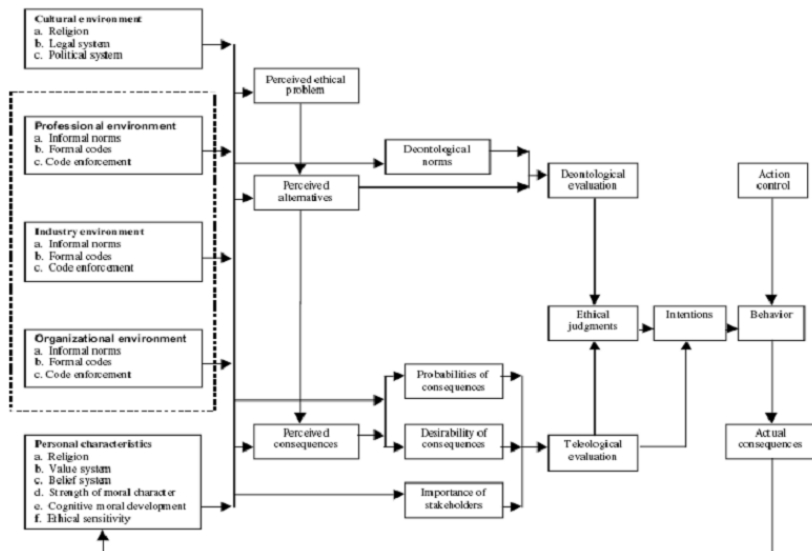 Cultural environment
a. Religion
b. Legal system
c. Political system
Professional environment
a. Informal norms
b. Formal codes
c. Code enforcement
Industry environment
a. Informal norms
b. Formal codes
c. Code enforcement
Organizational environment
a. Informal norms
b. Formal codes
c. Code enforcement
Personal characteristics
a. Religion
b. Value system
c. Belief system
d. Strength of moral character
e. Cognitive moral development
f. Ethical sensitivity
Perceived ethical
problem
Perceived
alternatives
Perceived
consequences
Deontological
norms
Probabilities of
consequences
Desirability of
consequences
Importance of
stakeholders
Deontological
evaluation
Ethical
judgments
Teleological
evaluation
Intentions
Action
control
Behavior
Actual
consequences